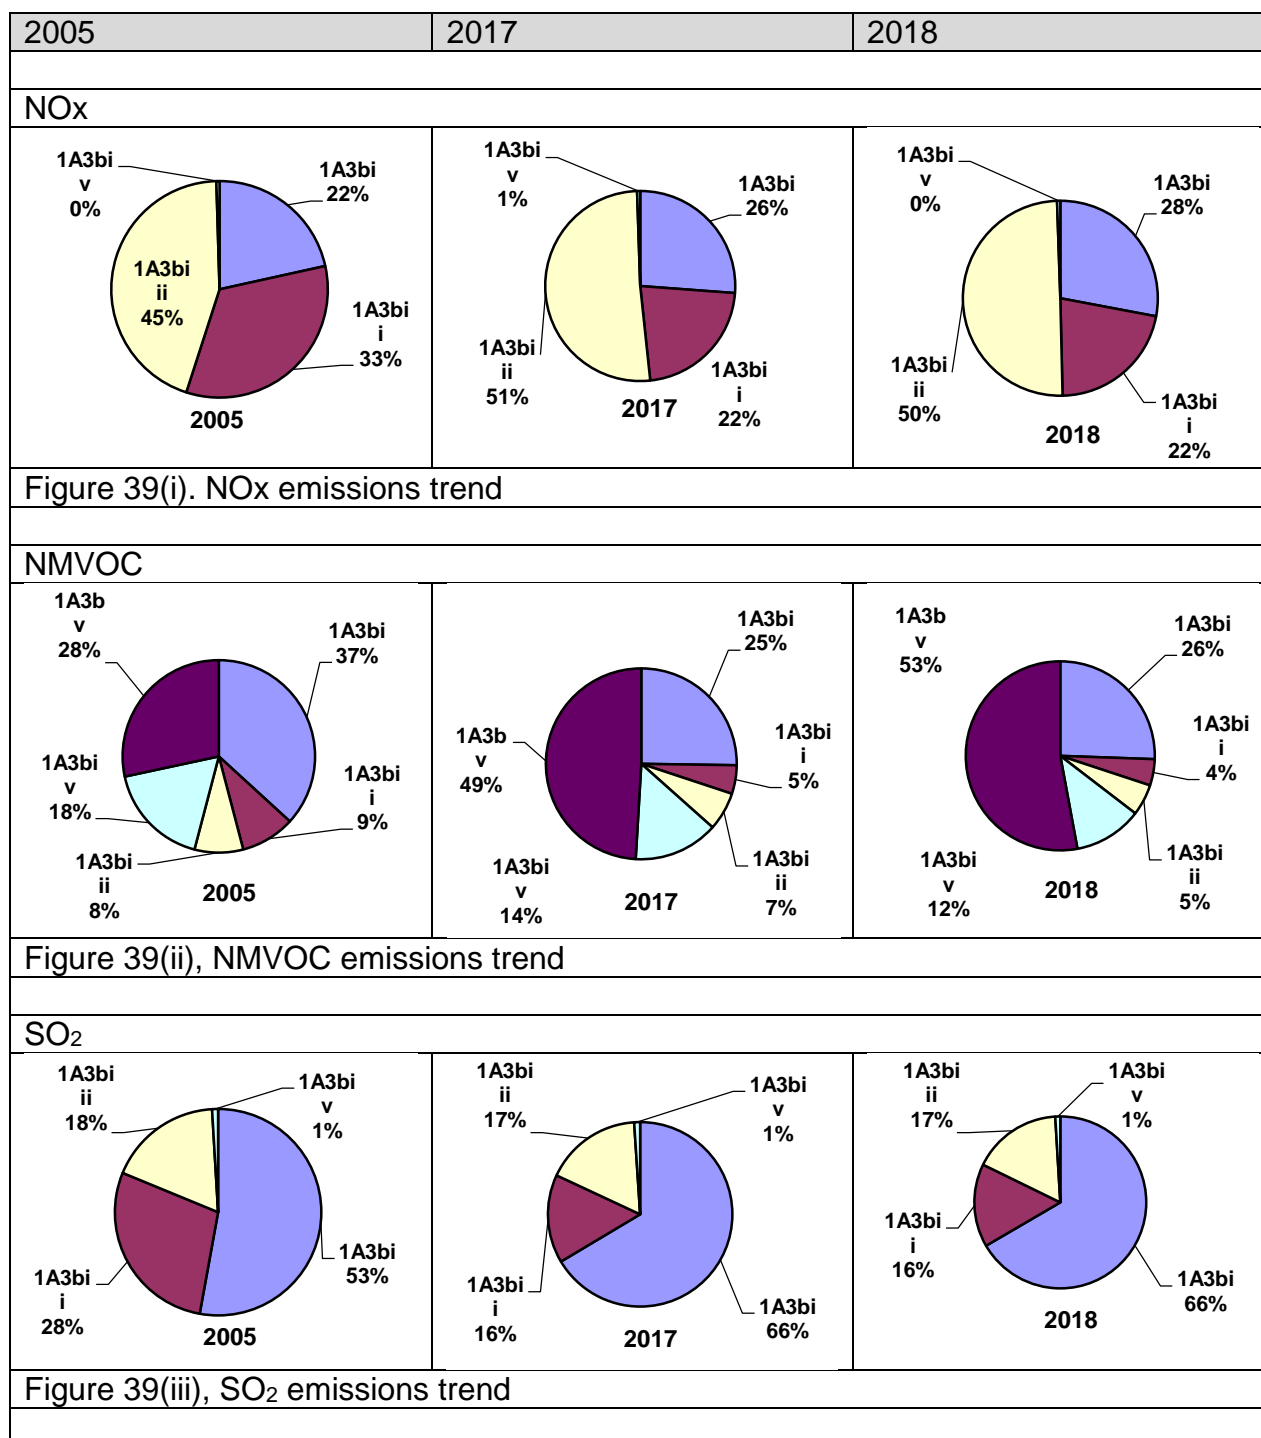 2005
2017
2018
NOx
1A3bi
v
0%
1A3bi
22%
1A3bi
ii
45%
1A3bi
i
33%
2005
1A3bi
v
1%
1A3bi
26%
1A3bi
ii
51%
1A3bi
i
22%
2017
1A3bi
v
0%
1A3bi
28%
1A3bi
ii
50%
1A3bi
i
22%
2018
Figure 39(i). NOx emissions trend
NMVOC
1A3b
v
28%
1A3bi
37%
1A3bi
v
18%
1A3bi
i
9%
1A3bi
ii
8%
2005
1A3bi
25%
1A3b
v
49%
1A3bi
i
5%
1A3bi
v
14%
1A3bi
ii
7%
2017
1A3b
v
53%
1A3bi
26%
1A3bi
i
4%
1A3bi
v
12%
1A3bi
ii
5%
2018
Figure 39(ii), NMVOC emissions trend
SO2
1A3bi
ii
18%
1A3bi
v
1%
1A3bi
53%
1A3bi
i
28%
2005
1A3bi
ii
17%
1A3bi
v
1%
1A3bi
i
16%
1A3bi
66%
2017
1A3bi
ii
17%
1A3bi
v
1%
1A3bi
i
16%
1A3bi
66%
2018
Figure 39(iii), SO2 emissions trend